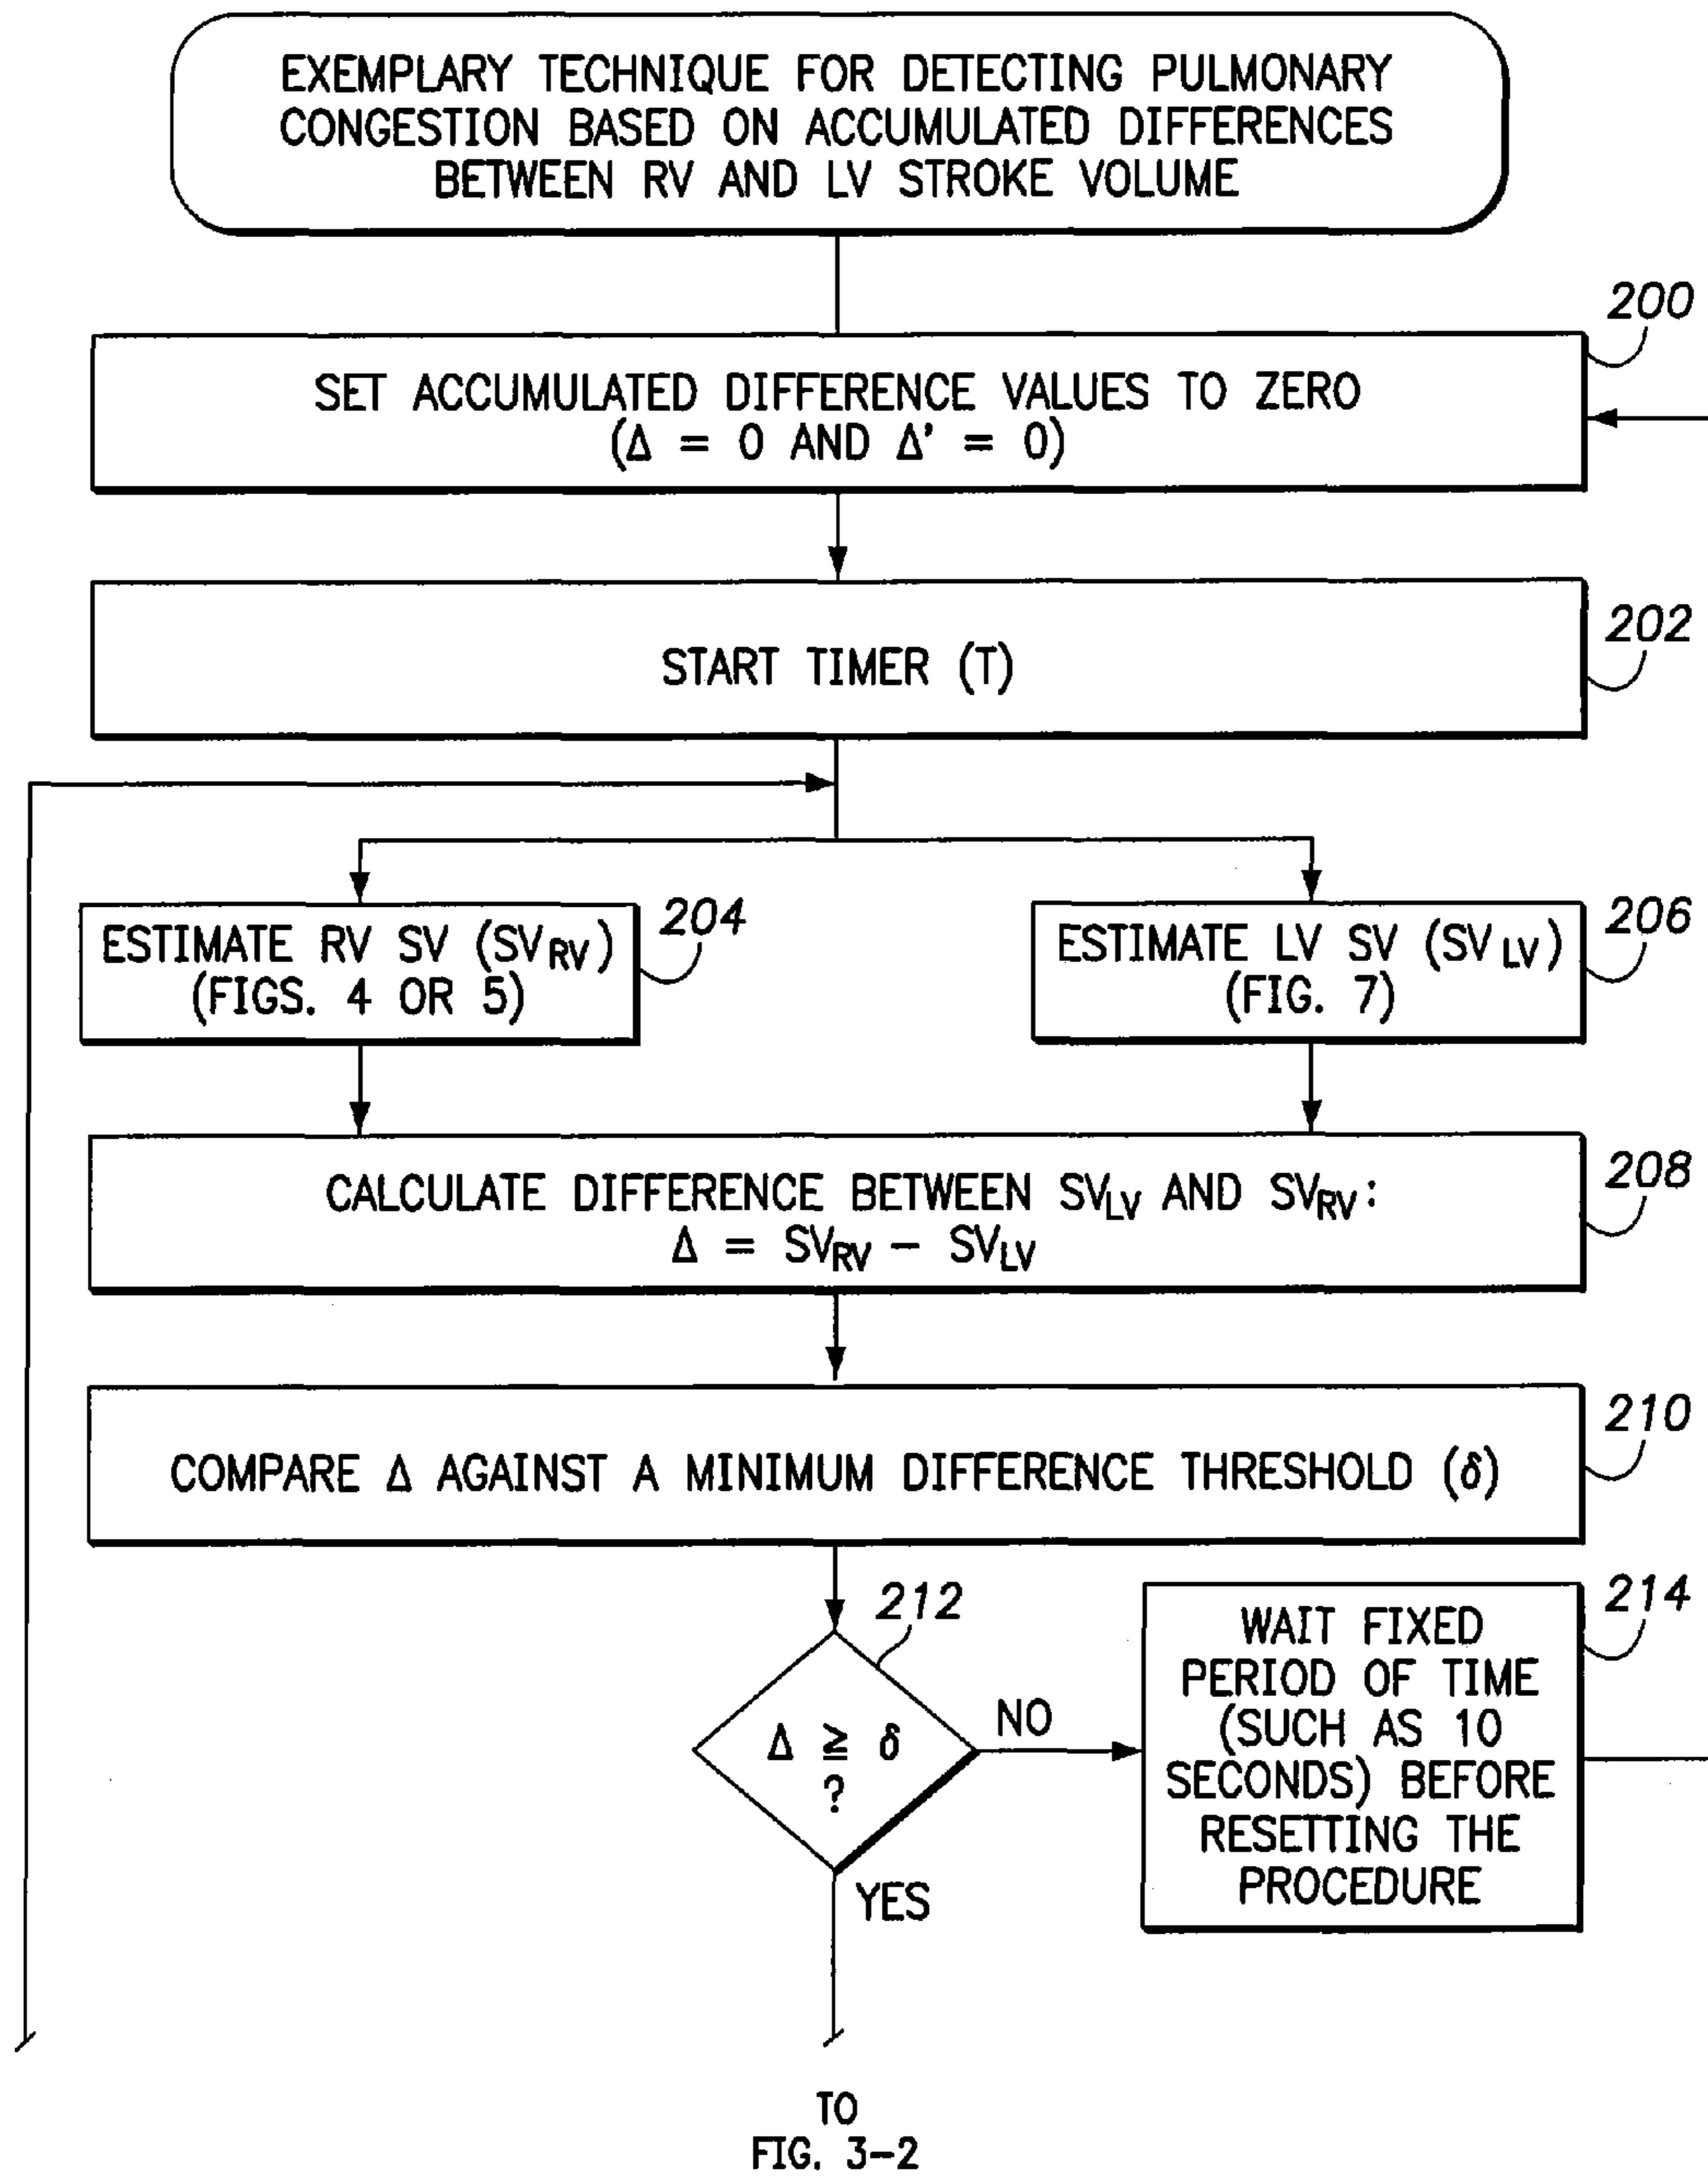 EXEMPLARY TECHNIQUE FOR DETECTING PULMONARY
CONGESTION BASED ON ACCUMULATED DIFFERENCES
BETWEEN RV AND LV STROKE VOLUME
200
SET ACCUMULATED DIFFERENCE VALUES TO ZERO
(Δ = 0 AND Δ' = 0)
202
START TIMER (T)
204
ESTIMATE RV SV (SVRV)
(FIGS. 4 OR 5)
206
ESTIMATE LV SV (SVLV)
(FIG. 7)
208
CALCULATE DIFFERENCE BETWEEN SVLV AND SVRV:
Δ = SVRV – SVLV
210
COMPARE Δ AGAINST A MINIMUM DIFFERENCE THRESHOLD (δ)
212
Δ ≧ δ
?
NO
YES
214
WAIT FIXED
PERIOD OF TIME
(SUCH AS 10
SECONDS) BEFORE
RESETTING THE
PROCEDURE
TO
FIG. 3–2